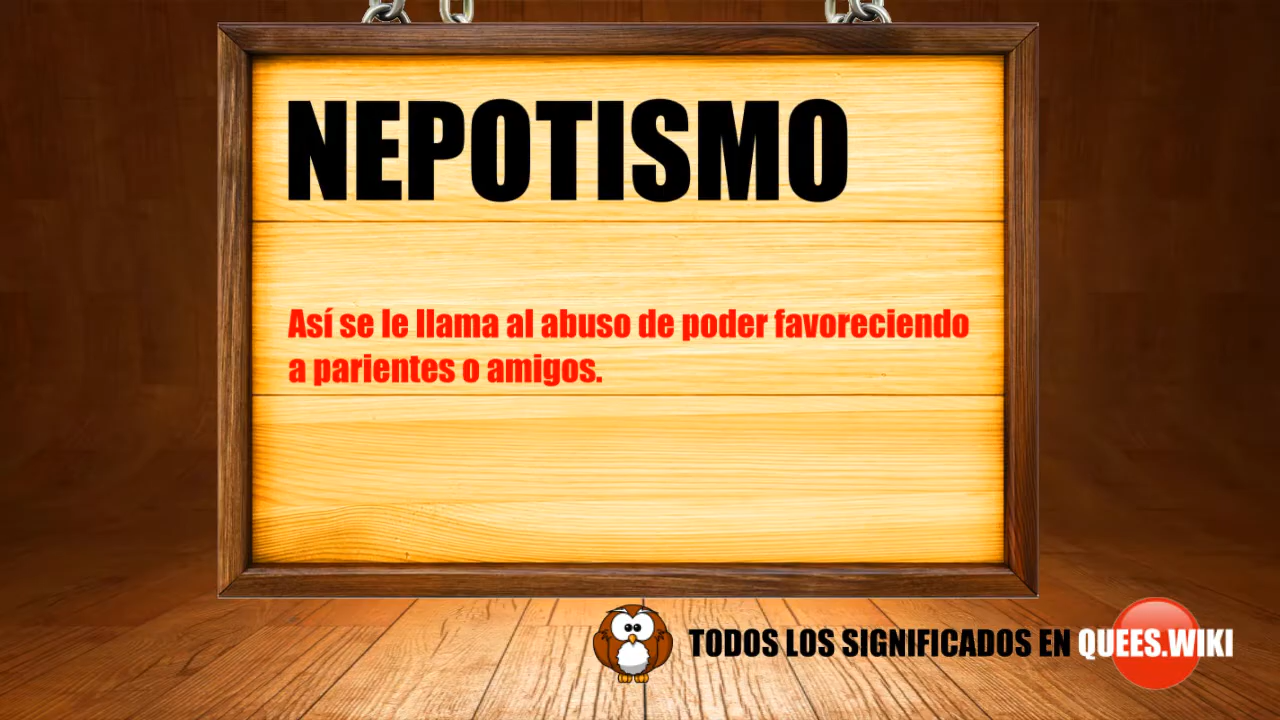 NEPOTISMO
Así se le llama al abuso de poder favoreciendo
a parientes o amigos.
TODOS LOS SIGNIFICADOS EN QUEES.WIKI